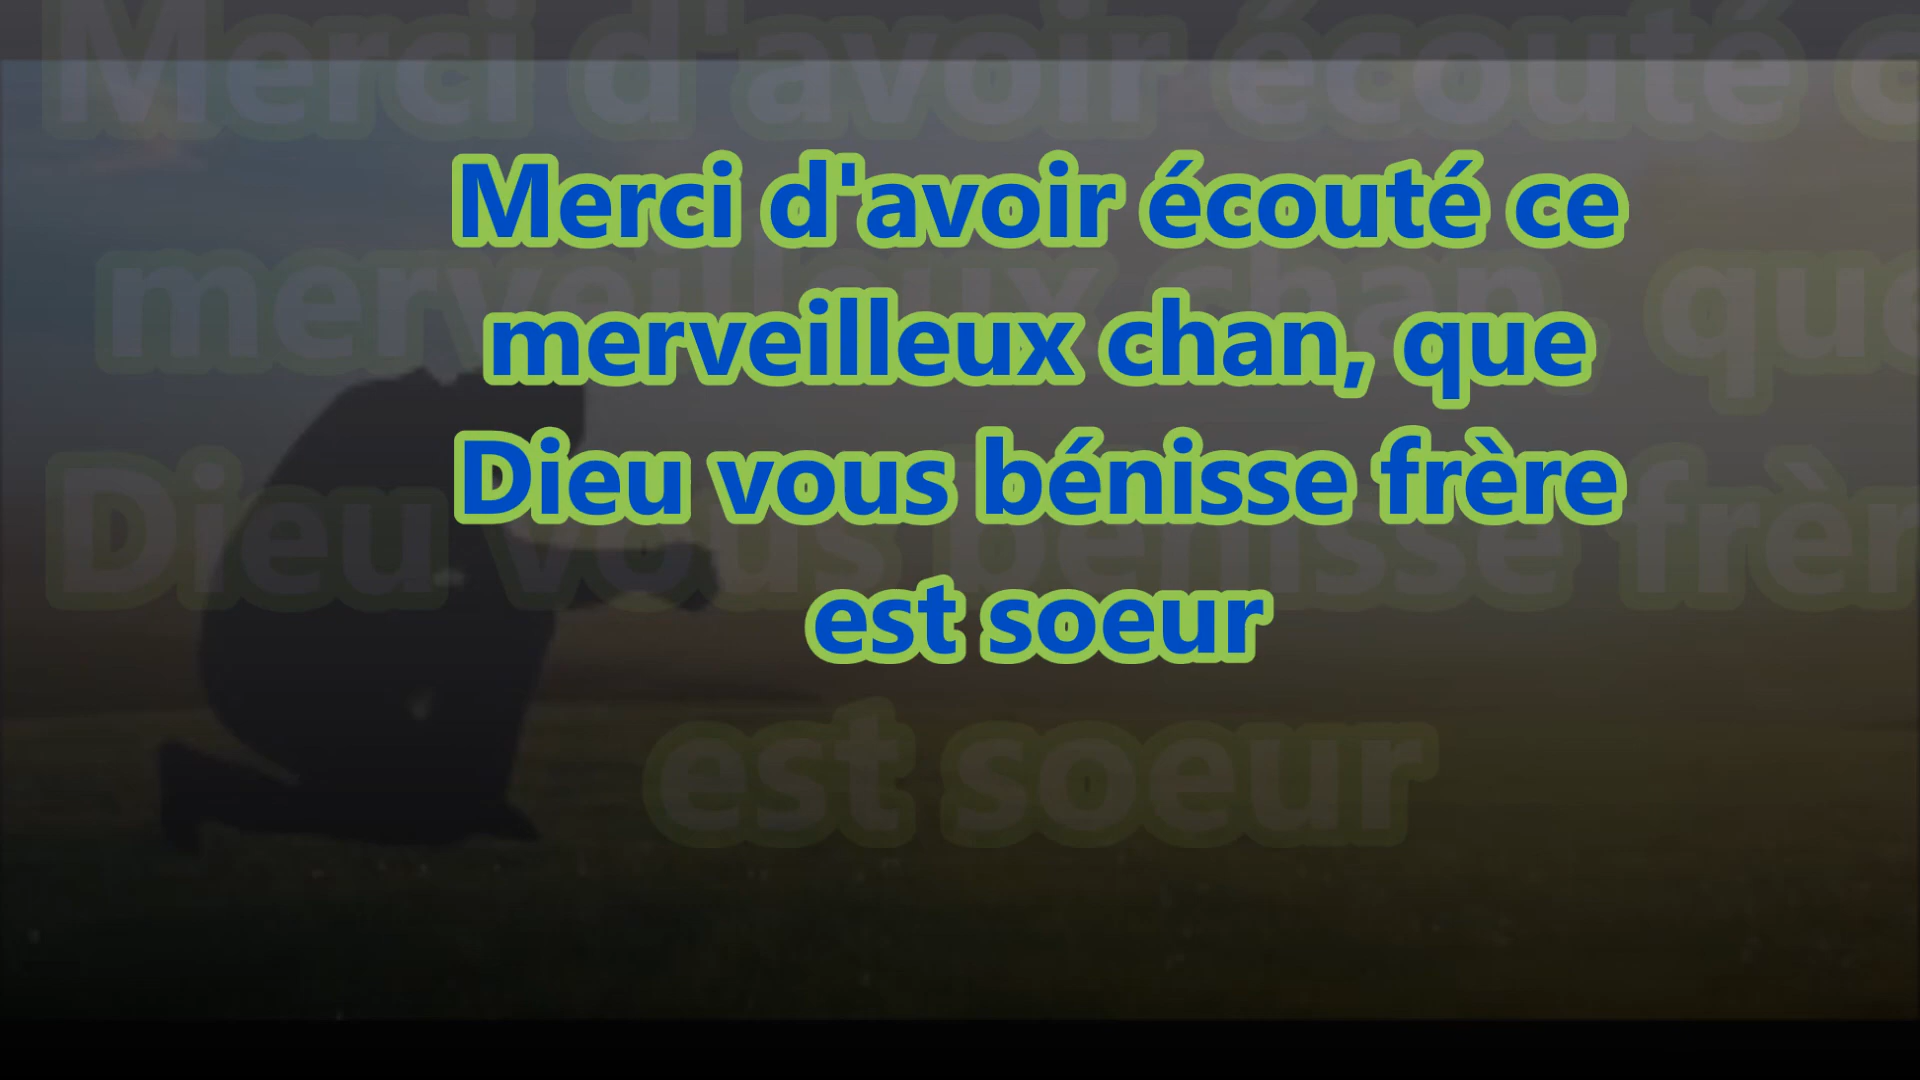 Merci d'avoir écouté ce
merveilleux chan, que
Dieu vous bénisse frère
est soeur